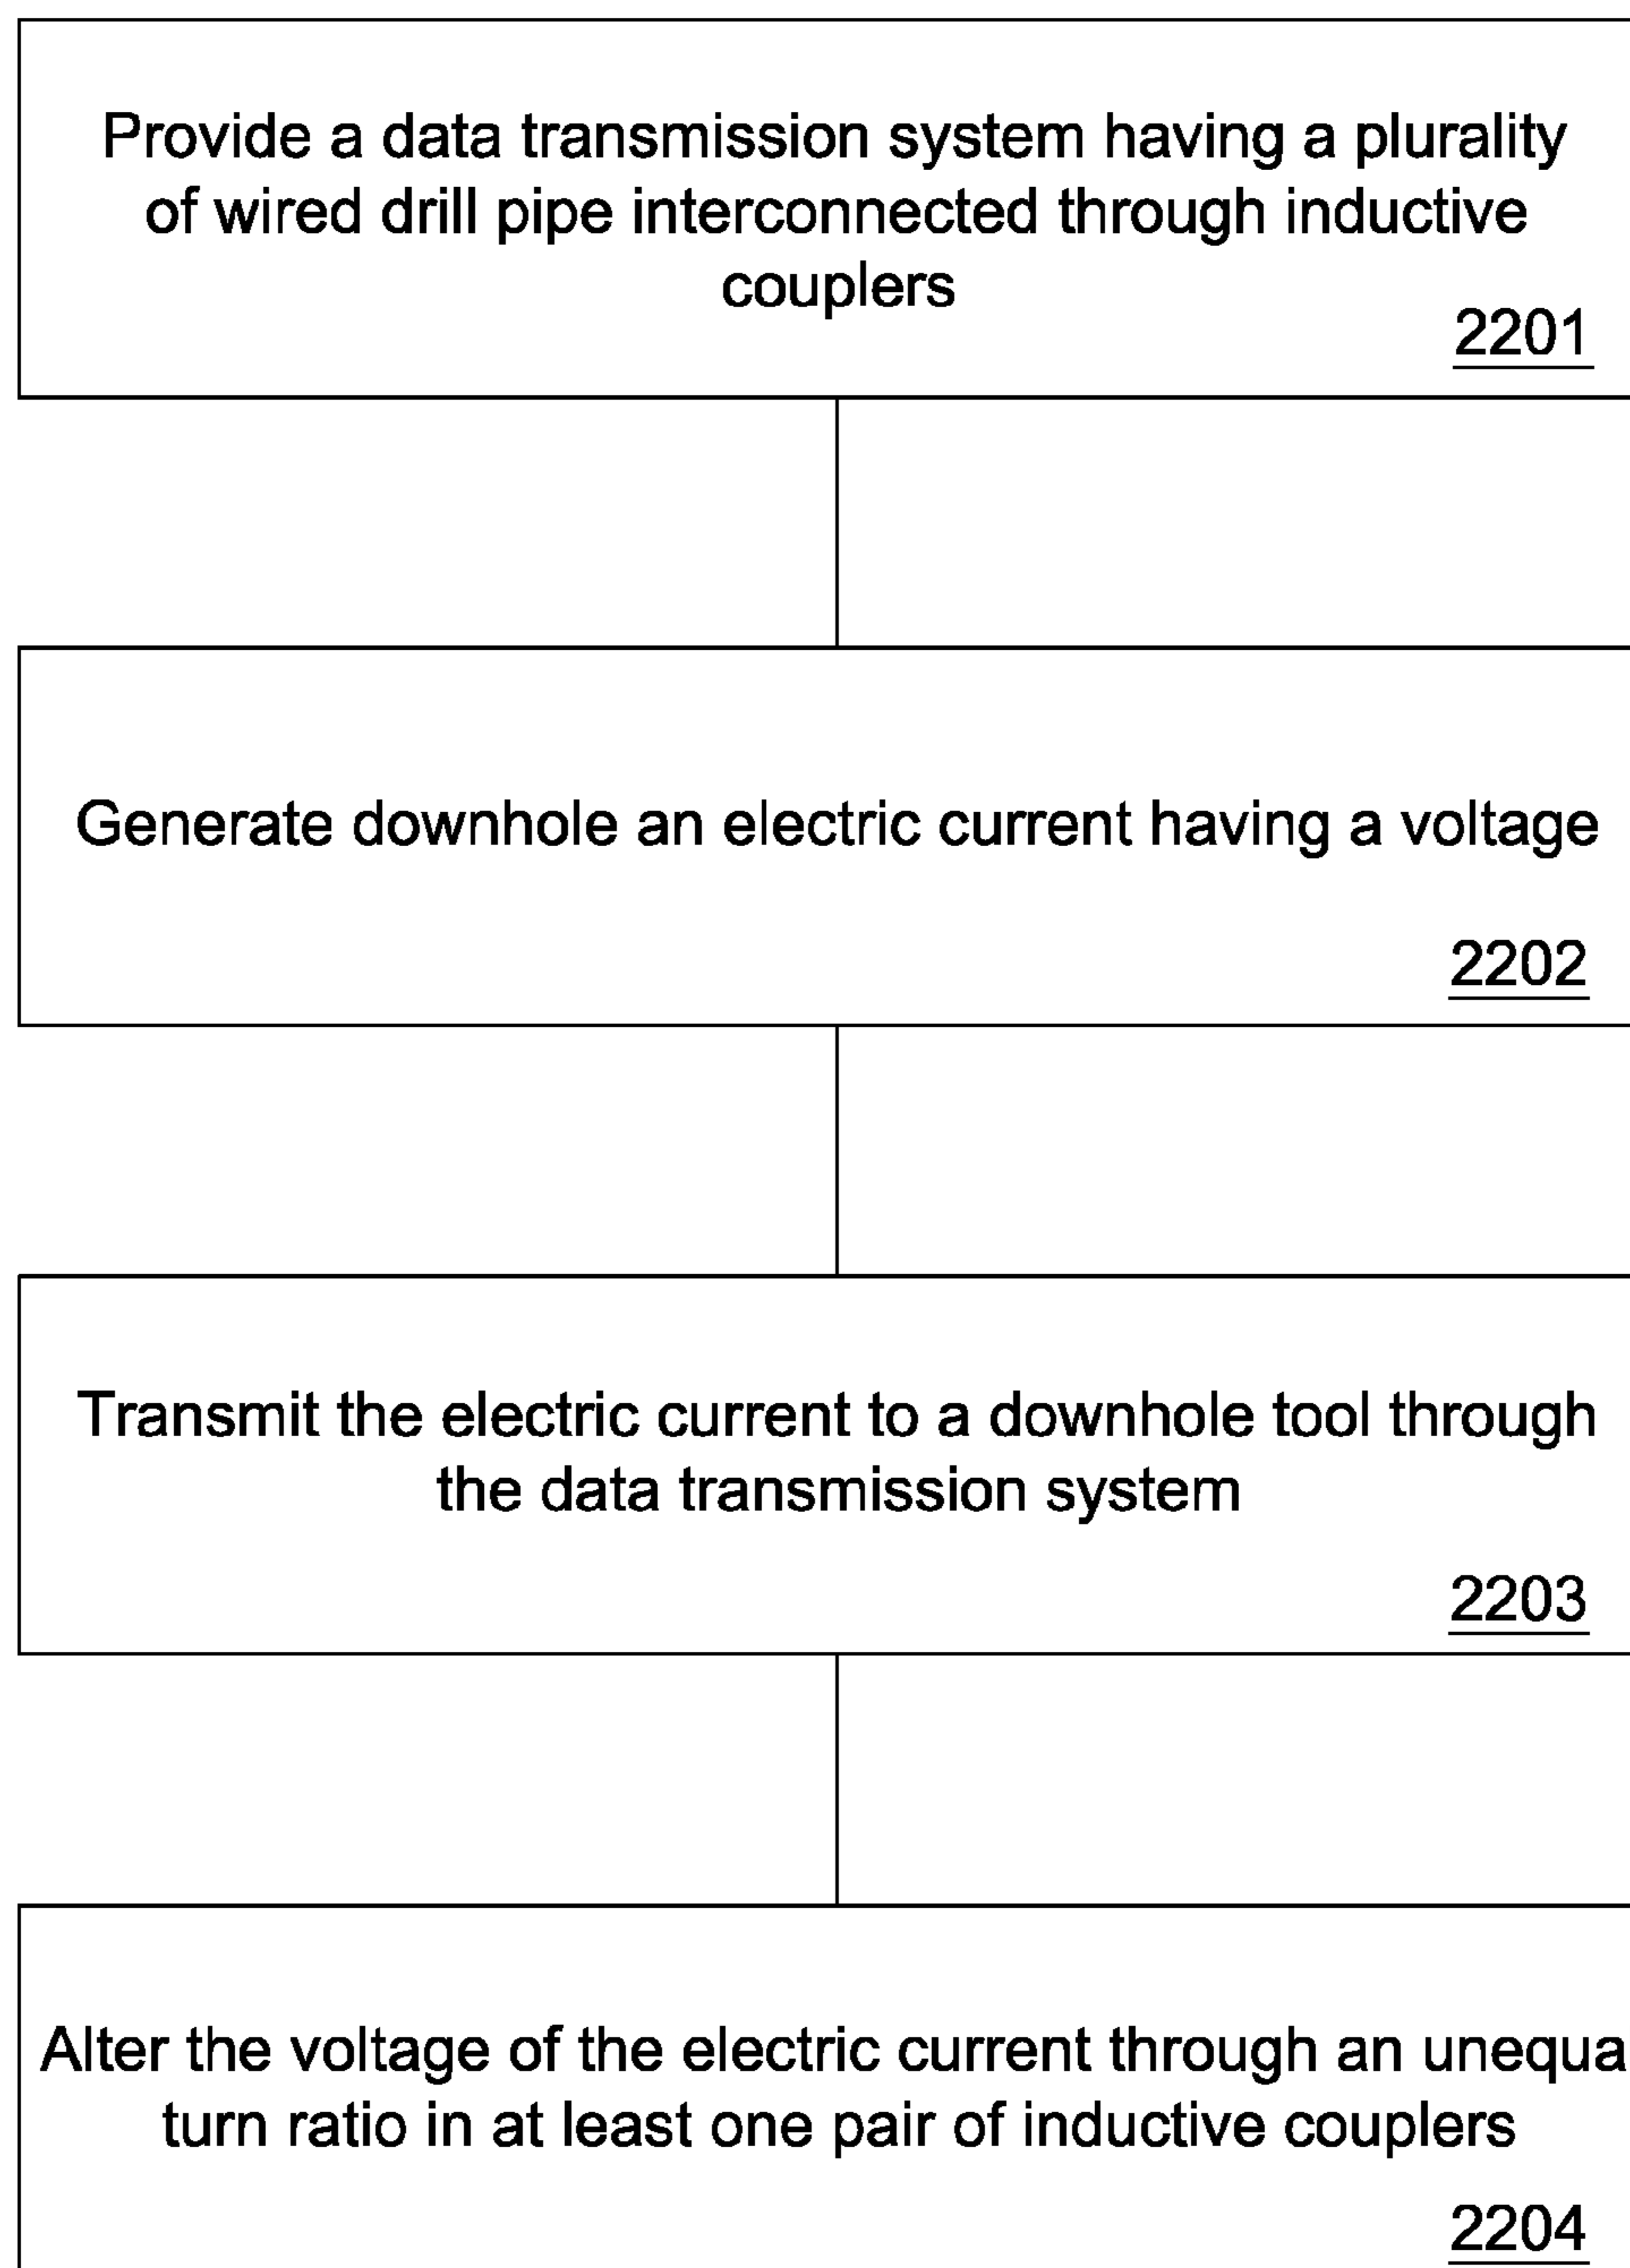 Provide a data transmission system having a plurality
of wired drill pipe interconnected through inductive
couplers
2201
Generate downhole an electric current having a voltage
2202
Transmit the electric current to a downhole tool through
the data transmission system
2203
Alter the voltage of the electric current through an unequa
turn ratio in at least one pair of inductive couplers
2204